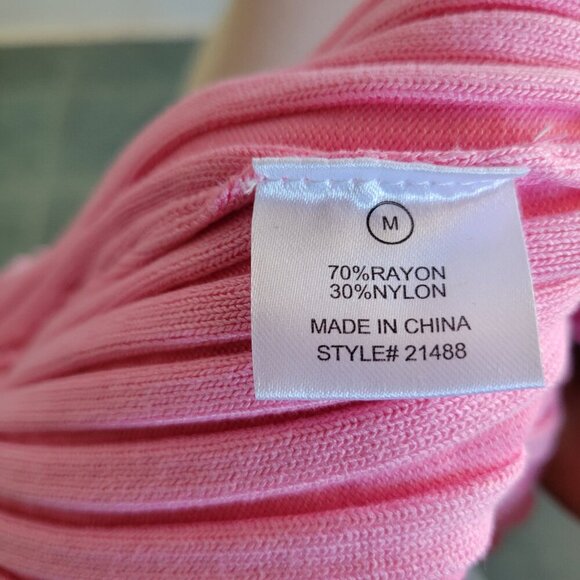 M
70%RAYON
30%NYLON
MADE IN CHINA
STYLE# 21488